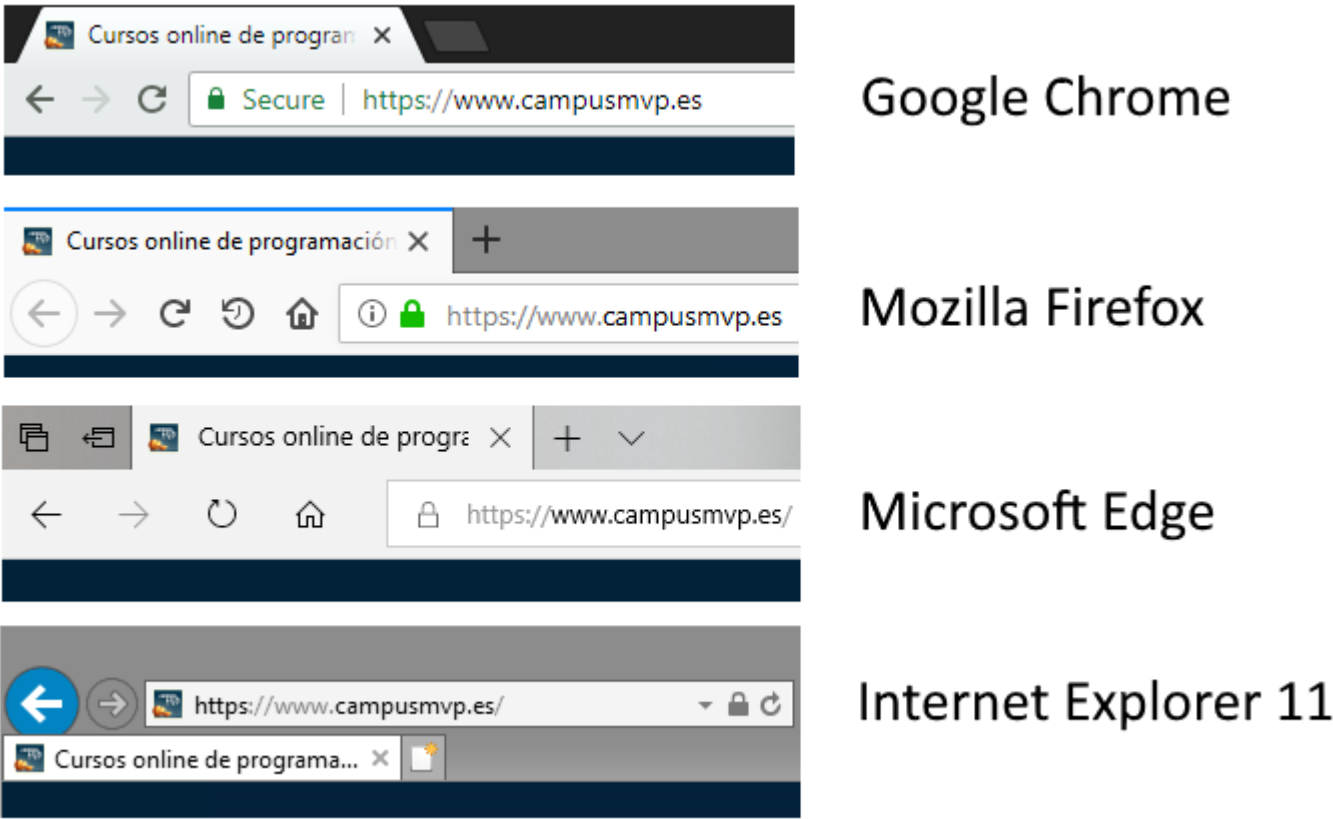 Cursos online de program
Secure | https://www.campusmvp.es
Google Chrome
Cursos online de programación
https://www.campusmvp.es
Mozilla Firefox
Cursos online de progra
https://www.campusmvp.es/
Microsoft Edge
https://www.campusmvp.es/
Cursos online de programa...
Internet Explorer 11